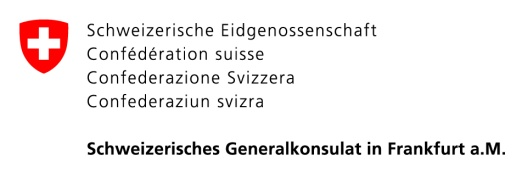 Schweizerische Eidgenossenschaft
Confédération suisse
Confederazione Svizzera
Confederaziun svizra
Schweizerisches Generalkonsulat in Frankfurt a.M.